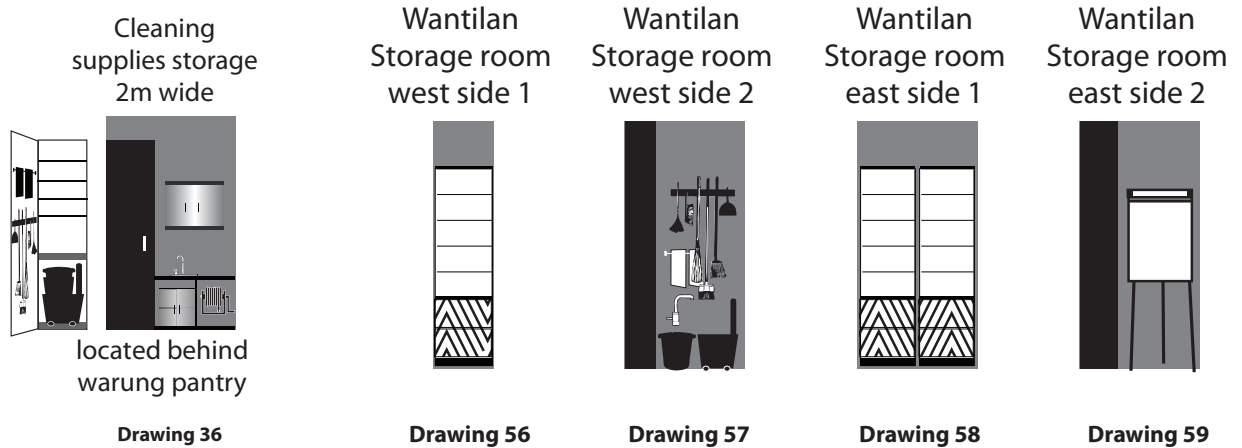 Cleaning
supplies storage
2m wide
located behind
warung pantry
Drawing 36
Wantilan
Storage room
west side 1
Drawing 56
Wantilan
Storage room
west side 2
Drawing 57
Wantilan
Storage room
east side 1
Drawing 58
Wantilan
Storage room
east side 2
Drawing 59